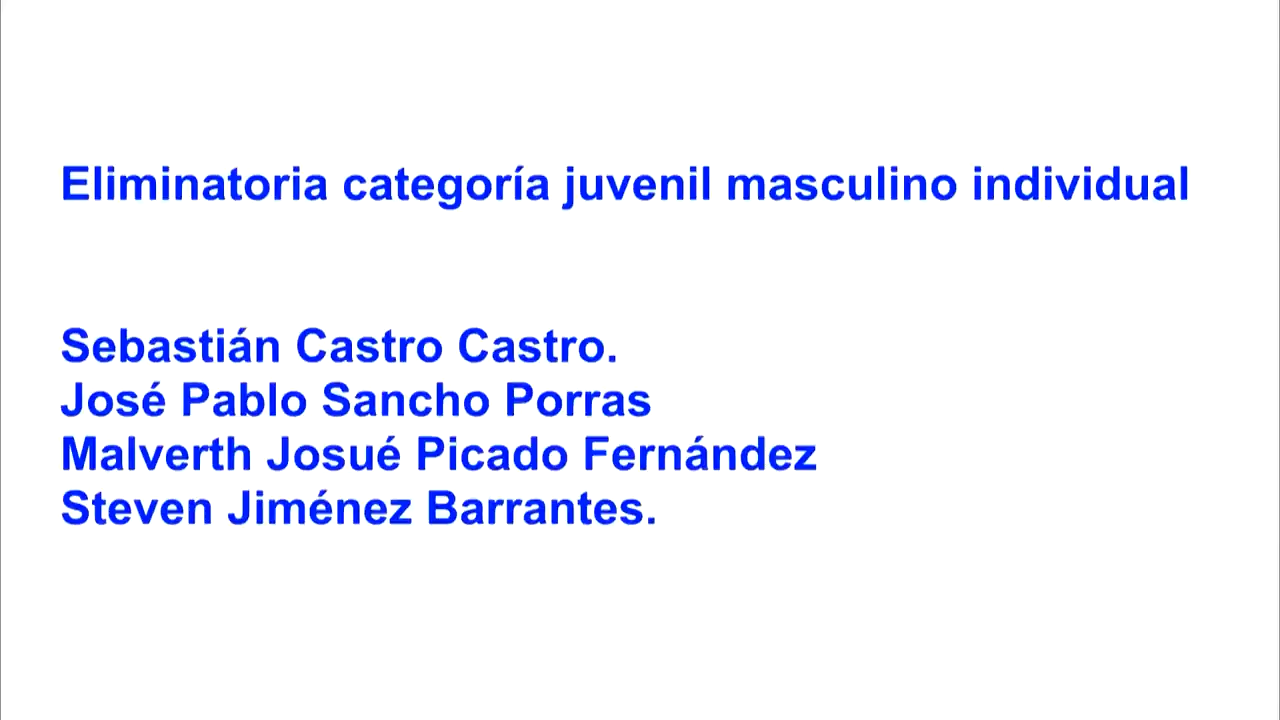 Eliminatoria categoría juvenil masculino individual
Sebastián Castro Castro.
José Pablo Sancho Porras
Malverth Josué Picado Fernández
Steven Jiménez Barrantes.